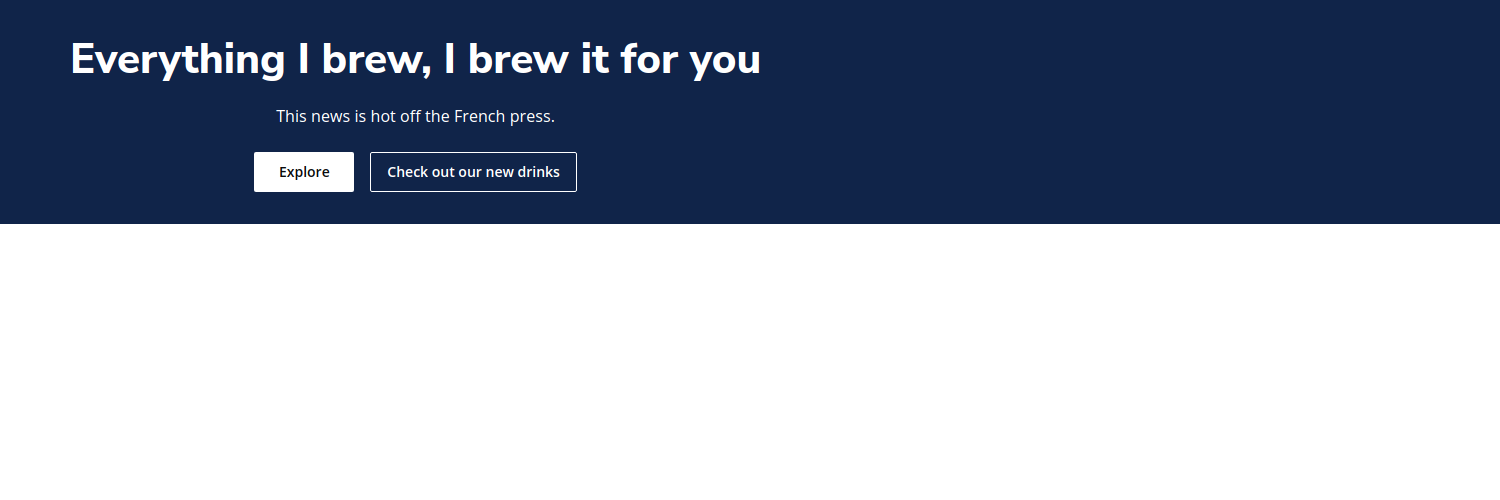 Everything I brew, I brew it for you
This news is hot off the French press.
Explore
Check out our new drinks